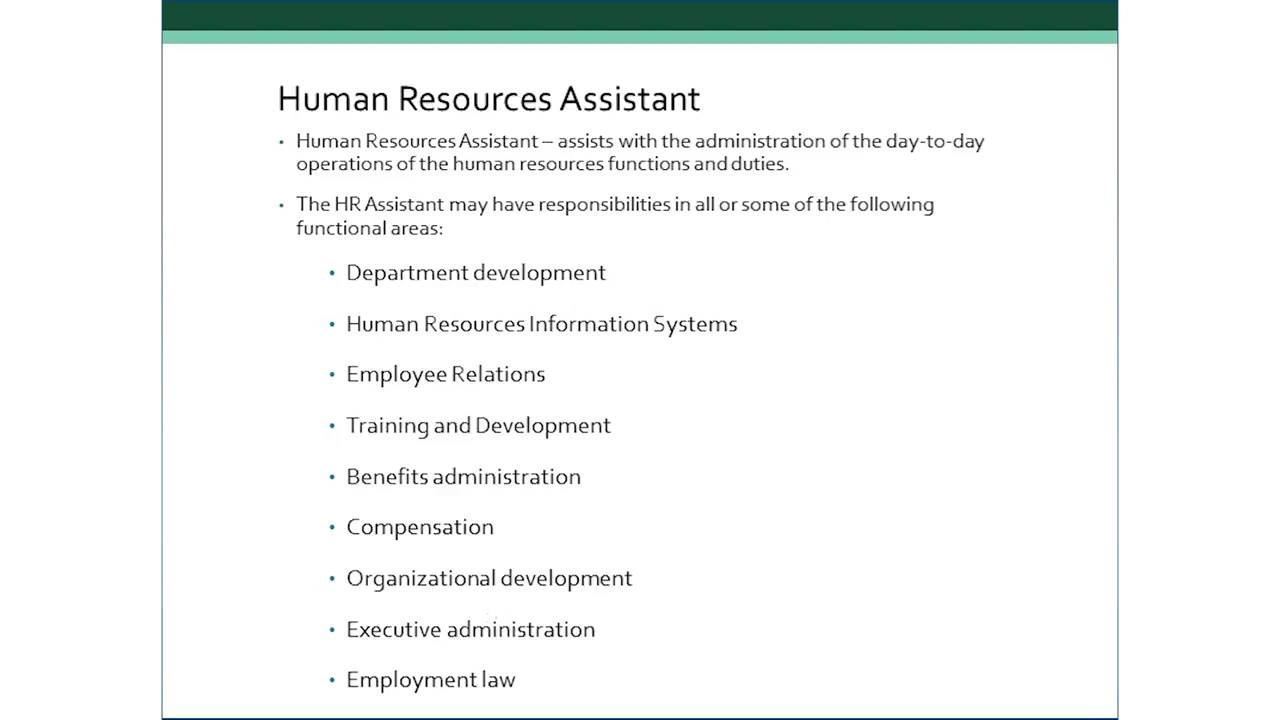 Human Resources Assistant
• Human Resources Assistant – assists with the administration of the day-to-day
operations of the human resources functions and duties.
• The HR Assistant may have responsibilities in all or some of the following
functional areas:
• Department development
• Human Resources Information Systems
• Employee Relations
• Training and Development
• Benefits administration
• Compensation
• Organizational development
• Executive administration
• Employment law